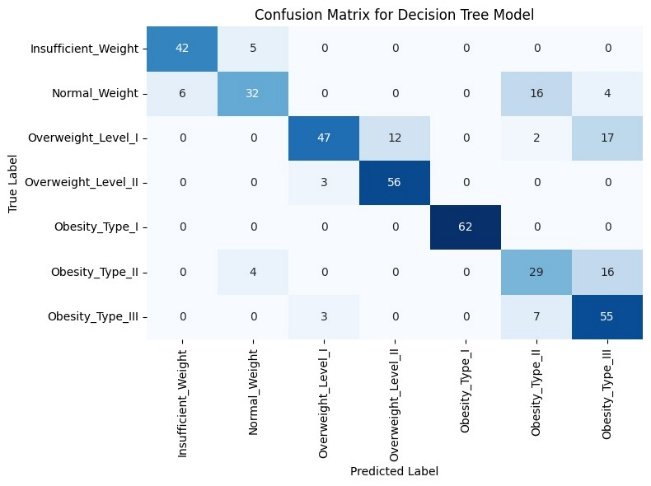 Confusion Matrix for Decision Tree Model
True Label
Insufficient_Weight 42 5 0 0 0 0 0
Normal_Weight 6 32 0 0 0 16 4
Overweight_Level_I 0 0 47 12 0 2 17
Overweight_Level_II 0 0 3 56 0 0 0
Obesity_Type_I 0 0 0 0 62 0 0
Obesity_Type_II 0 4 0 0 0 29 16
Obesity_Type_III 0 0 3 0 0 7 55
Insufficient_Weight
Normal_Weight
Overweight_Level_I
Overweight_Level_II
Obesity_Type_I
Obesity_Type_II
Obesity_Type_III
Predicted Label